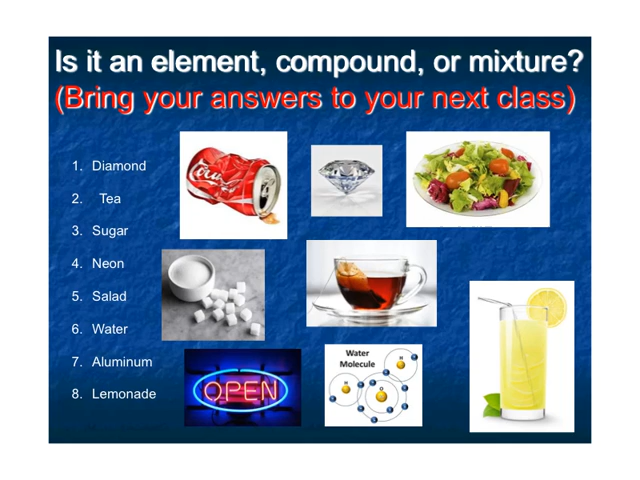 Is it an element, compound, or mixture?
(Bring your answers to your next class)
1. Diamond
2. Tea
3. Sugar
4. Neon
5. Salad
6. Water
7. Aluminum
8. Lemonade
OPEN
Water
Molecule
H
H
O